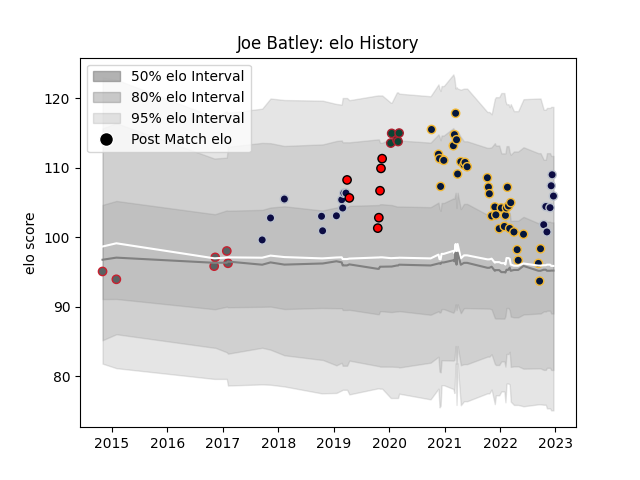 Joe Batley: elo History
50% elo Interval
80% elo Interval
95% elo Interval
Post Match elo
elo score
120
110
100
90
80
2015 2016 2017 2018 2019 2020 2021 2022 2023